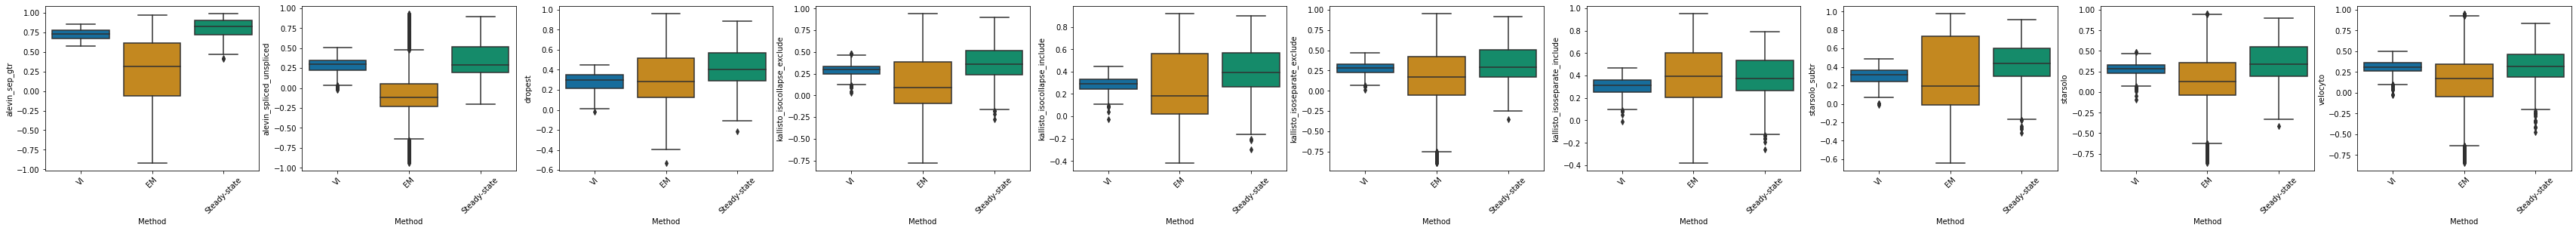 alevin_sep_gtr
1.00
0.75
0.50
0.25
0.00
−0.25
−0.50
−0.75
−1.00
VI
EM
Steady-state
Method
alevin_spliced_unspliced
1.00
0.75
0.50
0.25
0.00
−0.25
−0.50
−0.75
−1.00
VI
EM
Steady-state
Method
dropest
1.0
0.8
0.6
0.4
0.2
0.0
−0.2
−0.4
−0.6
VI
EM
Steady-state
Method
kallisto_isocollapse_exclude
1.00
0.75
0.50
0.25
0.00
−0.25
−0.50
−0.75
VI
EM
Steady-state
Method
kallisto_isocollapse_include
0.8
0.6
0.4
0.2
0.0
−0.2
−0.4
VI
EM
Steady-state
Method
kallisto_isoseparate_exclude
1.00
0.75
0.50
0.25
0.00
−0.25
−0.50
−0.75
VI
EM
Steady-state
Method
kallisto_isoseparate_include
1.0
0.8
0.6
0.4
0.2
0.0
−0.2
−0.4
VI
EM
Steady-state
Method
starsolo_subtr
1.0
0.8
0.6
0.4
0.2
0.0
−0.2
−0.4
−0.6
VI
EM
Steady-state
Method
starsolo
1.00
0.75
0.50
0.25
0.00
−0.25
−0.50
−0.75
VI
EM
Steady-state
Method
velocyto
1.00
0.75
0.50
0.25
0.00
−0.25
−0.50
−0.75
VI
EM
Steady-state
Method